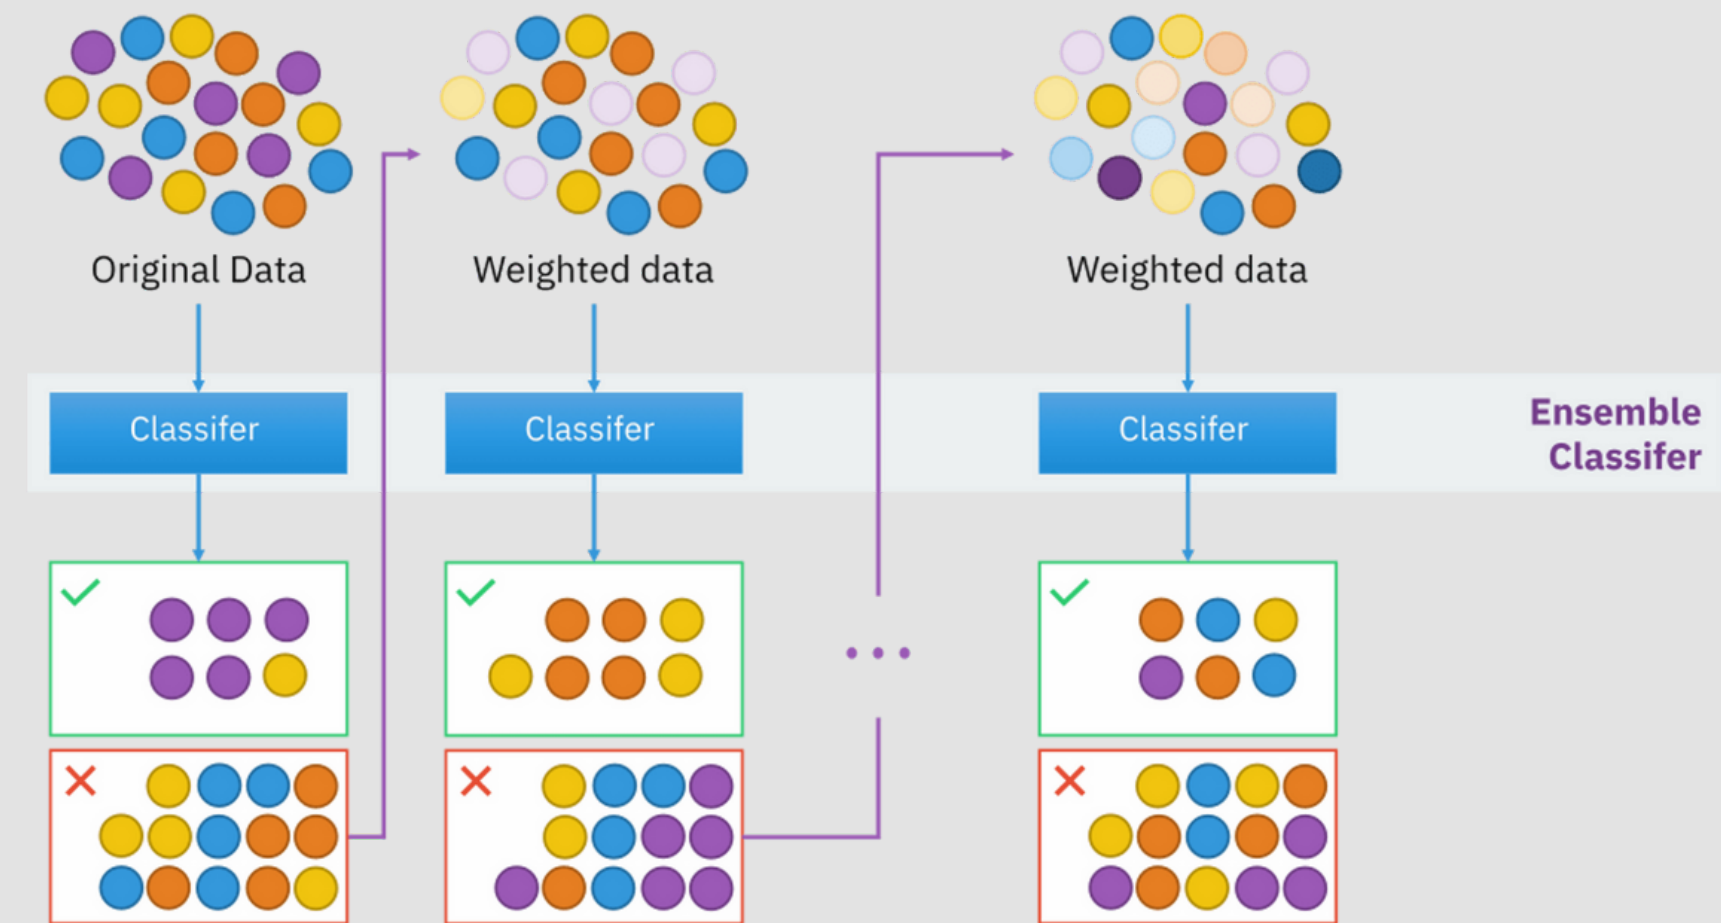 Original Data
Weighted data
Weighted data
Classifer
Classifer
Classifer
Ensemble
Classifer